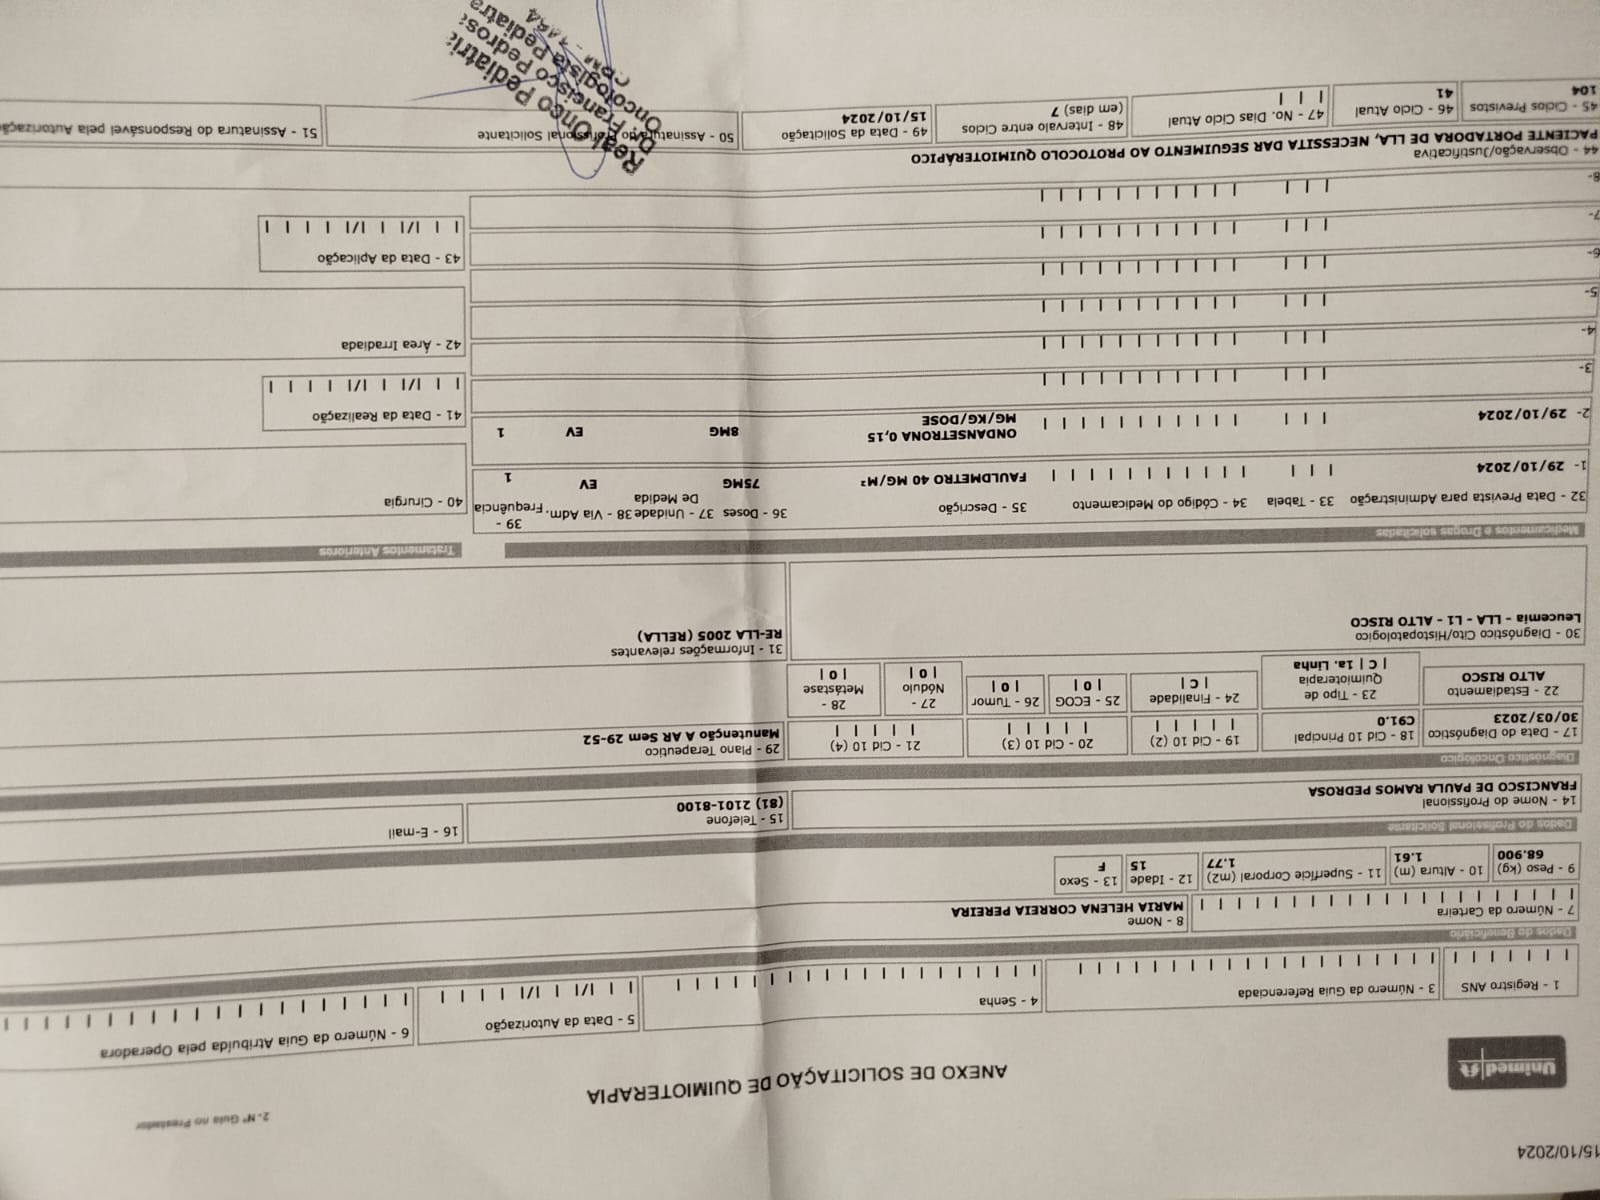 15/10/2024
2- Nº Guia no Prestador
Unimed
ANEXO DE SOLICITAÇÃO DE QUIMIOTERAPIA
1 - Registro ANS
3 - Número da Guia Referenciada
4 - Senha
5 - Data da Autorização
6 - Número da Guia Atribuída pela Operadora
Dados do Beneficiário
7 - Número da Carteira
8 - Nome
MARIA HELENA CORREIA PEREIRA
9 - Peso (kg)
68.900
10 - Altura (m)
1.61
11 - Superfície Corporal (m2)
1.77
12 - Idade
15
13 - Sexo
F
Dados do Profissional Solicitante
14 - Nome do Profissional
FRANCISCO DE PAULA RAMOS PEDROSA
15 - Telefone
(81) 2101-8100
16 - E-mail
Diagnóstico Oncológico
17 - Data do Diagnóstico
30/03/2023
18 - Cid 10 Principal
C91.0
19 - Cid 10 (2)
20 - Cid 10 (3)
21 - Cid 10 (4)
22 - Estadiamento
ALTO RISCO
23 - Tipo de
Quimioterapia
| C | 1a. Linha
24 - Finalidade
| C |
25 - ECOG
| 0 |
26 - Tumor
| 0 |
27 -
Nódulo
| 0 |
28 -
Metástase
| 0 |
29 - Plano Terapeutico
Manutenção A AR Sem 29-52
30 - Diagnóstico Cito/Histopatologico
Leucemia - LLA - L1 - ALTO RISCO
31 - Informações relevantes
RE-LLA 2005 (RELLA)
Medicamentos e Drogas solicitadas
32 - Data Prevista para Administração
33 - Tabela
34 - Código do Medicamento
35 - Descrição
36 - Doses
37 - Unidade
De Medida
38 - Via Adm.
39 -
Frequência
1- 29/10/2024
FAULDMETRO 40 MG/M²
75MG
EV
1
2- 29/10/2024
ONDANSETRONA 0,15
MG/KG/DOSE
8MG
EV
1
3-
4-
5-
6-
7-
8-
Tratamentos Anteriores
40 - Cirurgia
41 - Data da Realização
42 - Área Irradiada
43 - Data da Aplicação
44 - Observação/Justificativa
PACIENTE PORTADORA DE LLA, NECESSITA DAR SEGUIMENTO AO PROTOCOLO QUIMIOTERÁPICO
45 - Ciclos Previstos
104
46 - Ciclo Atual
41
47 - No. Dias Ciclo Atual
48 - Intervalo entre Ciclos
(em dias) 7
49 - Data da Solicitação
15/10/2024
50 - Assinatura do Profissional Solicitante
51 - Assinatura do Responsável pela Autorização
Real Onco Pediatria
Dr. Francisco Pedrosa
Oncologista Pediatra